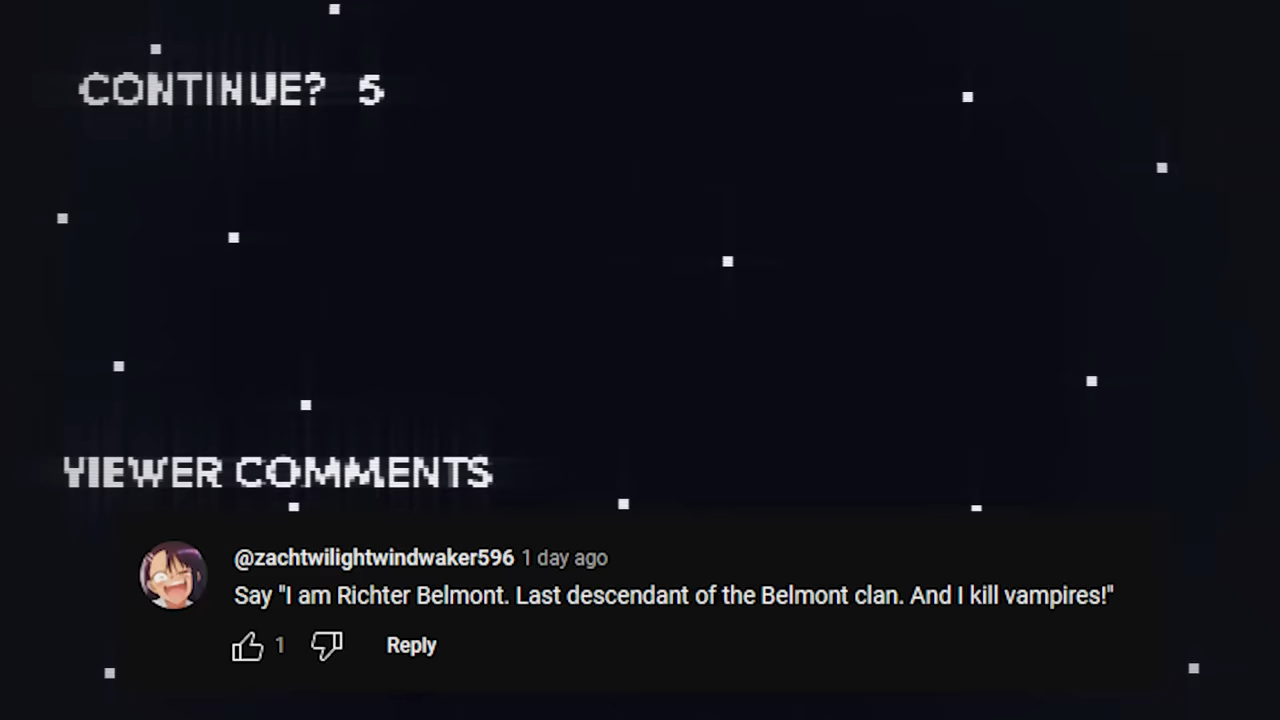 CONTINUE? 5
VIEWER COMMENTS
@zachtwilightwindwaker596 1 day ago
Say "I am Richter Belmont. Last descendant of the Belmont clan. And I kill vampires!"
1 Reply